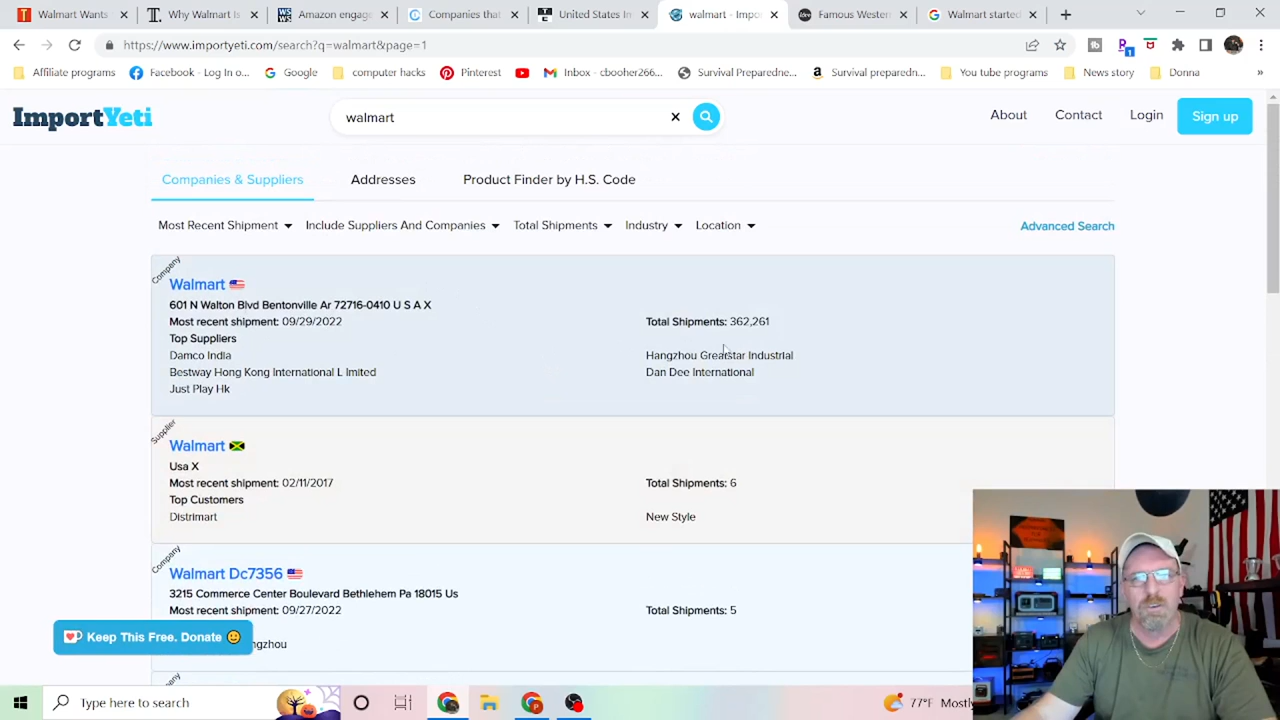 Walmart Wants
Why Walmart Is
Amazon engage
Companies that
United States In
walmart - Impo
Famous Western
Walmart started
https://www.importyeti.com/search?q=walmart&page=1
Affiliate programs
Facebook - Log In o...
Google
computer hacks
Pinterest
Inbox - cbooher266...
Survival Preparedne...
Survival preparedn...
You tube programs
News story
Donna
»
ImportYeti
walmart
About
Contact
Login
Sign up
Companies & Suppliers
Addresses
Product Finder by H.S. Code
Most Recent Shipment
Include Suppliers And Companies
Total Shipments
Industry
Location
Advanced Search
Company
Walmart
601 N Walton Blvd Bentonville Ar 72716-0410 U S A X
Most recent shipment: 09/29/2022
Total Shipments: 362,261
Top Suppliers
Damco India
Hangzhou Greatstar Industrial
Bestway Hong Kong International L Imited
Dan Dee International
Just Play Hk
Supplier
Walmart
Usa X
Most recent shipment: 02/11/2017
Total Shipments: 6
Top Customers
Distrimart
New Style
Company
Walmart Dc7356
3215 Commerce Center Boulevard Bethlehem Pa 18015 Us
Most recent shipment: 09/27/2022
Total Shipments: 5
Keep This Free. Donate
ngzhou
Type here to search
77°F Mostly